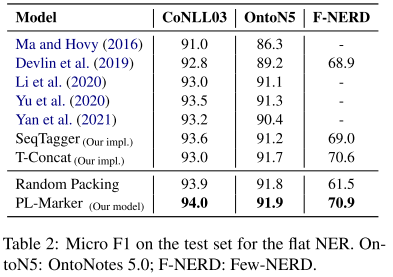 Model CoNLL03 OntoN5 F-NERD
Ma and Hovy (2016) 91.0 86.3 -
Devlin et al. (2019) 92.8 89.2 68.9
Li et al. (2020) 93.0 91.1 -
Yu et al. (2020) 93.5 91.3 -
Yan et al. (2021) 93.2 90.4 -
SeqTagger (Our impl.) 93.6 91.2 69.0
T-Concat (Our impl.) 93.0 91.7 70.6
Random Packing 93.9 91.8 61.5
PL-Marker (Our model) 94.0 91.9 70.9
Table 2: Micro F1 on the test set for the flat NER. On-
toN5: OntoNotes 5.0; F-NERD: Few-NERD.